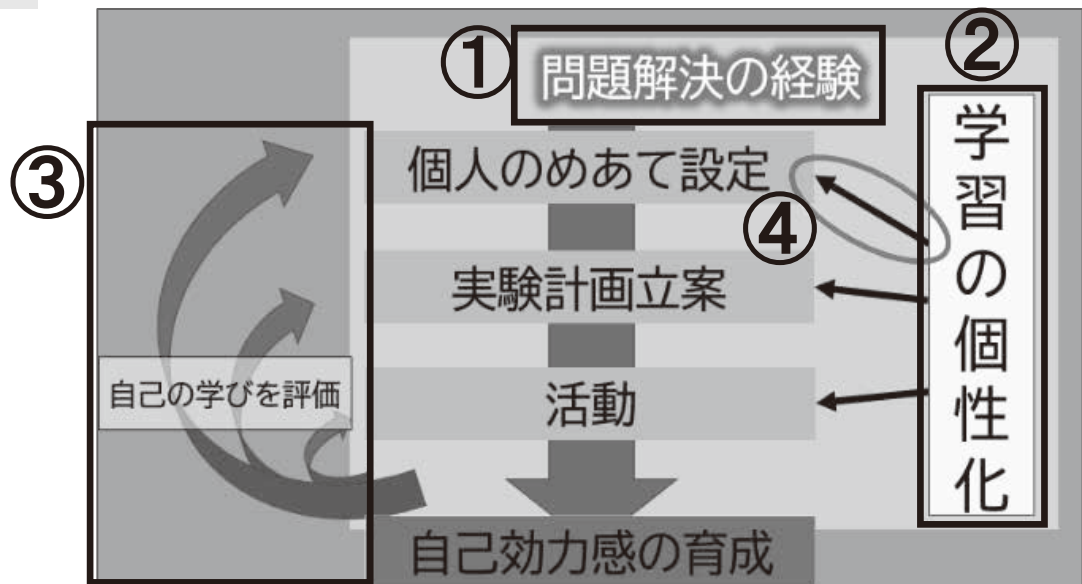 ①
問題解決の経験
②
学習の個性化
③
個人のめあて設定
④
実験計画立案
自己の学びを評価
活動
自己効力感の育成